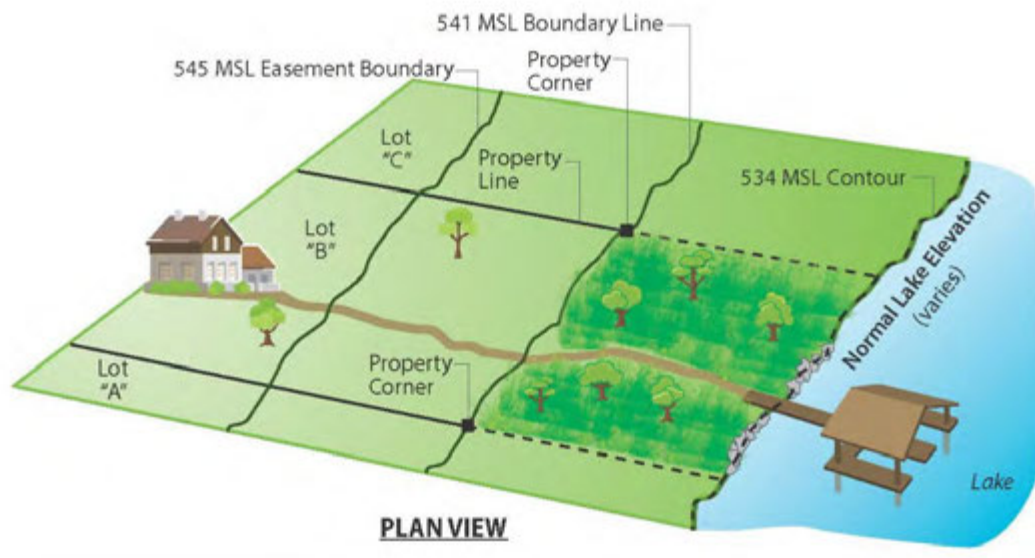 541 MSL Boundary Line
545 MSL Easement Boundary
Property
Corner
Lot
"C"
Property
Line
534 MSL Contour
Lot
"B"
Normal Lake Elevation
(varies)
Property
Corner
Lot
"A"
Lake
PLAN VIEW